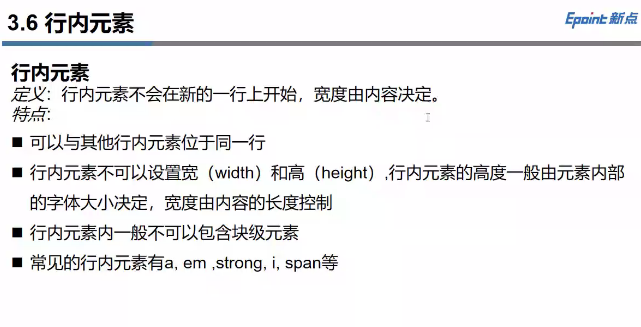 3.6 行内元素
Epoint 新点
行内元素
定义：行内元素不会在新的一行上开始，宽度由内容决定。
特点:
■ 可以与其他行内元素位于同一行
■ 行内元素不可以设置宽（width）和高（height）,行内元素的高度一般由元素内部
的字体大小决定，宽度由内容的长度控制
■ 行内元素内一般不可以包含块级元素
■ 常见的行内元素有a, em ,strong, i, span等